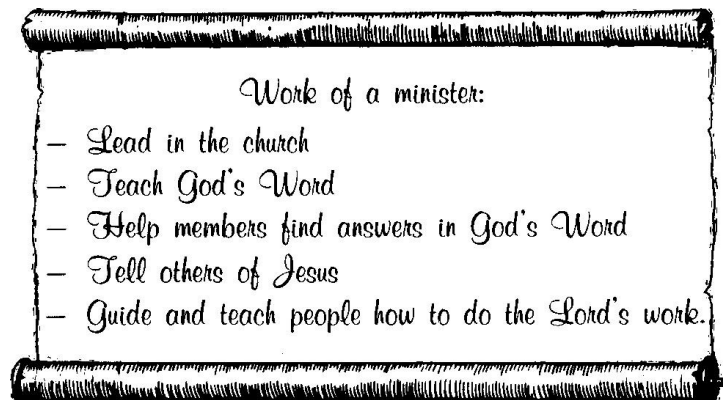 Work of a minister:
– Lead in the church
– Teach God's Word
– Help members find answers in God's Word
– Tell others of Jesus
– Guide and teach people how to do the Lord's work.